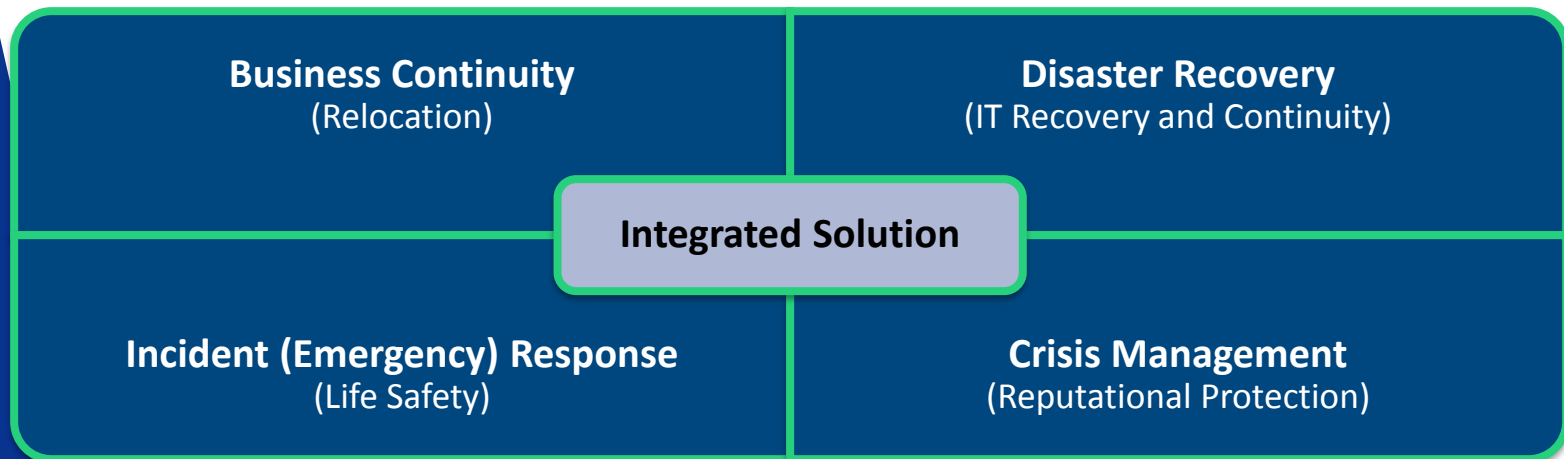 Business Continuity
(Relocation)
Disaster Recovery
(IT Recovery and Continuity)
Integrated Solution
Incident (Emergency) Response
(Life Safety)
Crisis Management
(Reputational Protection)